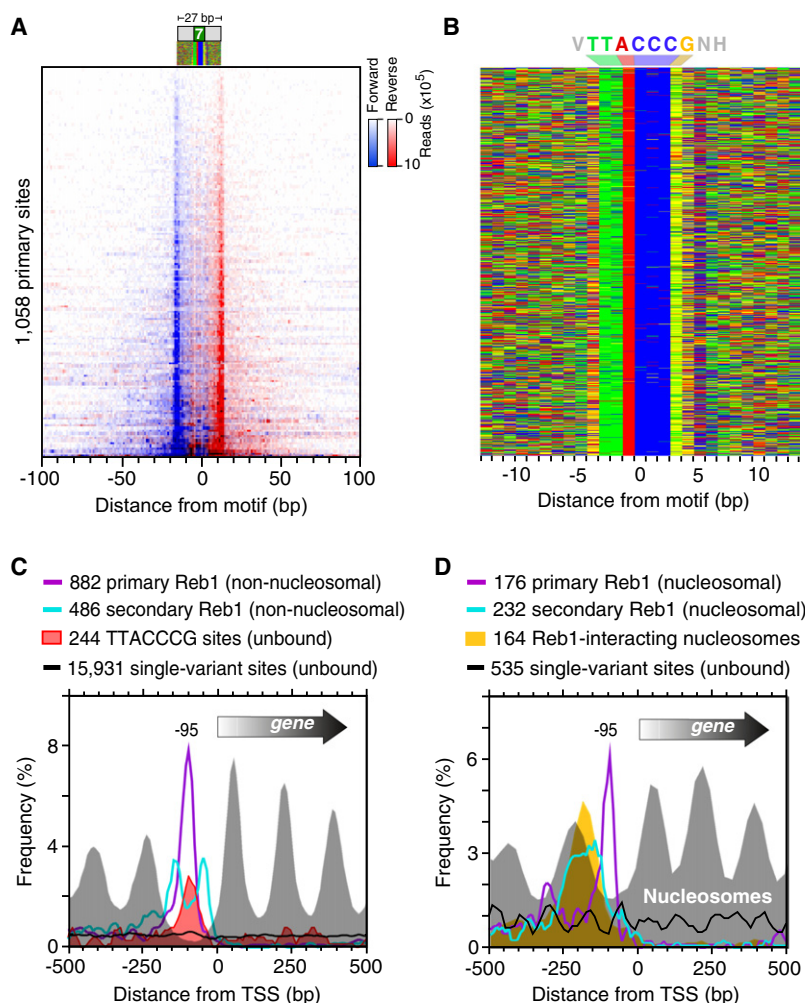 A
27 bp
7
Forward
Reverse
0
10
Reads (x10⁵)
1,058 primary sites
-100 -50 0 50 100
Distance from motif (bp)
B
VTTACCCGNH
-10 -5 0 5 10
Distance from motif (bp)
C
882 primary Reb1 (non-nucleosomal)
486 secondary Reb1 (non-nucleosomal)
244 TTACCCG sites (unbound)
15,931 single-variant sites (unbound)
-95
gene
8
4
0
Frequency (%)
-500 -250 0 250 500
Distance from TSS (bp)
D
176 primary Reb1 (nucleosomal)
232 secondary Reb1 (nucleosomal)
164 Reb1-interacting nucleosomes
535 single-variant sites (unbound)
-95
gene
6
3
0
Frequency (%)
Nucleosomes
-500 -250 0 250 500
Distance from TSS (bp)